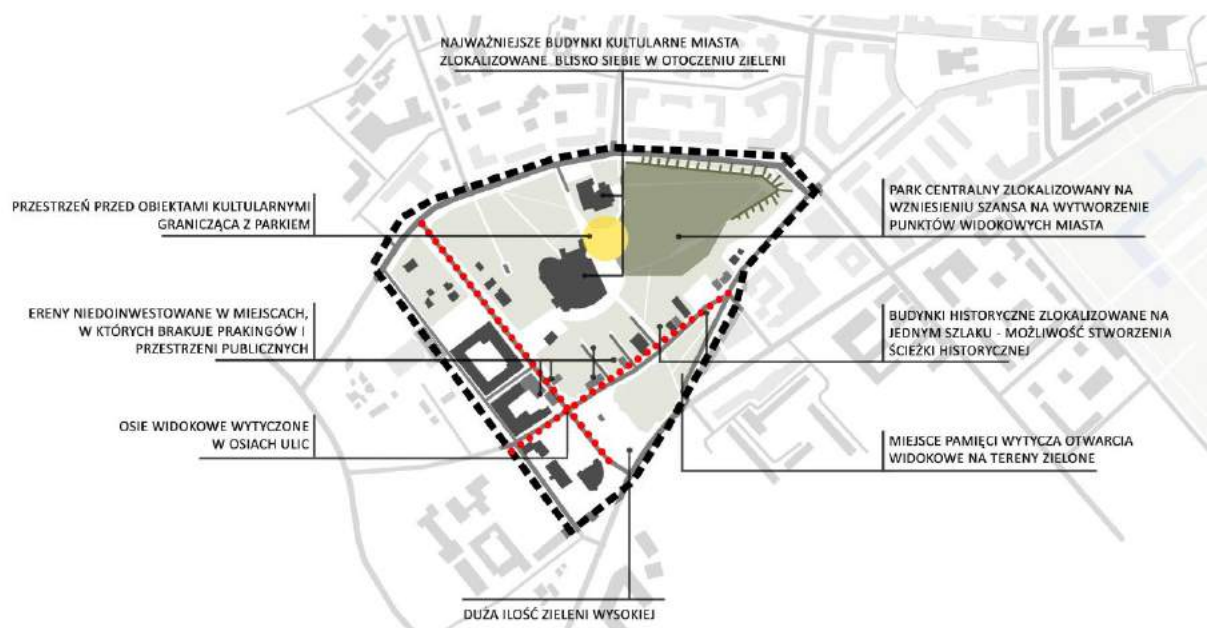 NAJWAŻNIEJSZE BUDYNKI KULTULARNE MIASTA
ZLOKALIZOWANE BLISKO SIEBIE W OTOCZENIU ZIELENI
PRZESTRZEŃ PRZED OBIEKTAMI KULTULARNYMI
GRANICZĄCA Z PARKIEM
PARK CENTRALNY ZLOKALIZOWANY NA
WZNIESIENIU SZANSA NA WYTWORZENIE
PUNKTÓW WIDOKOWYCH MIASTA
ERENY NIEDOINWESTOWANE W MIEJSCACH,
W KTÓRYCH BRAKUJE PRAKINGÓW I
PRZESTRZENI PUBLICZNYCH
BUDYNKI HISTORYCZNE ZLOKALIZOWANE NA
JEDNYM SZLAKU - MOŻLIWOŚĆ STWORZENIA
ŚCIEŻKI HISTORYCZNEJ
OSIE WIDOKOWE WYTYCZONE
W OSIACH ULIC
MIEJSCE PAMIĘCI WYTYCZA OTWARCIA
WIDOKOWE NA TERENY ZIELONE
DUŻA ILOŚĆ ZIELENI WYSOKIEJ